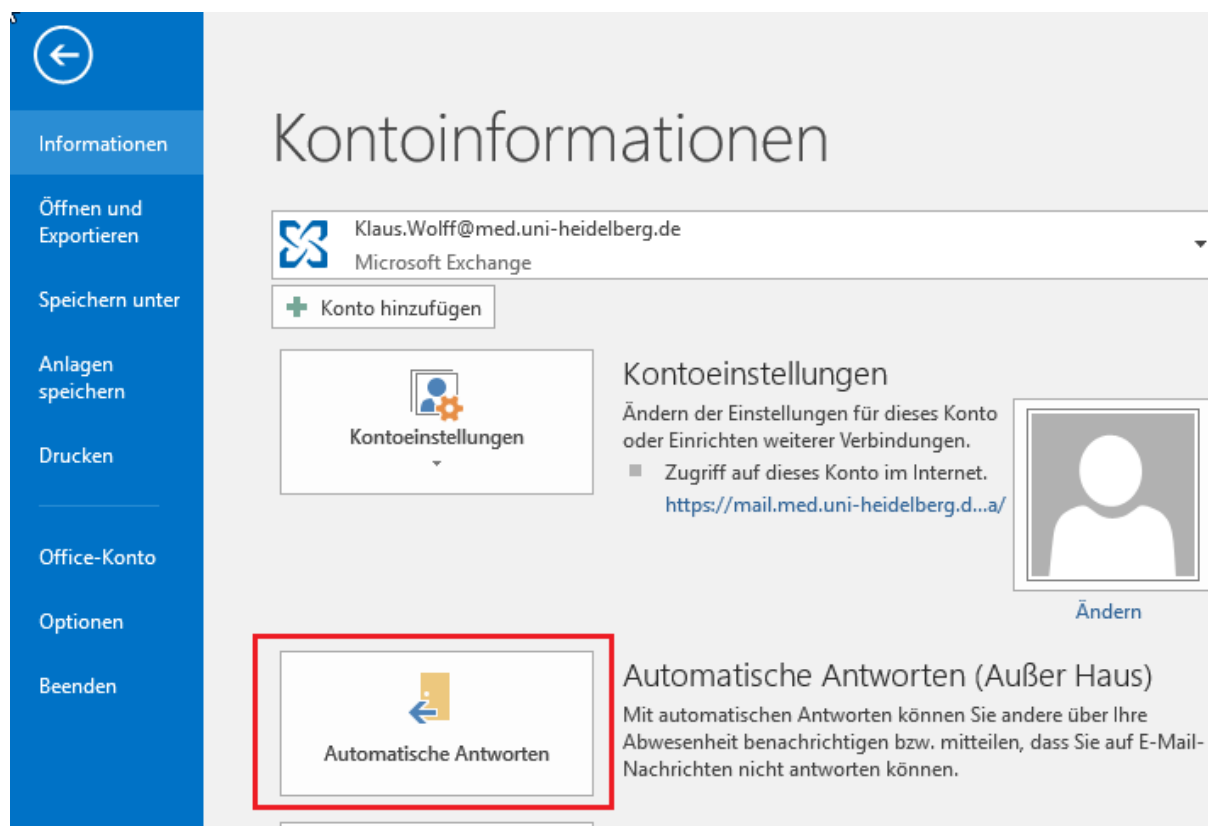 Informationen
Öffnen und
Exportieren
Speichern unter
Anlagen
speichern
Drucken
Office-Konto
Optionen
Beenden
Kontoinformationen
Klaus.Wolff@med.uni-heidelberg.de
Microsoft Exchange
Konto hinzufügen
Kontoeinstellungen
Kontoeinstellungen
Ändern der Einstellungen für dieses Konto
oder Einrichten weiterer Verbindungen.
Zugriff auf dieses Konto im Internet.
https://mail.med.uni-heidelberg.d...a/
Ändern
Automatische Antworten
Automatische Antworten (Außer Haus)
Mit automatischen Antworten können Sie andere über Ihre
Abwesenheit benachrichtigen bzw. mitteilen, dass Sie auf E-Mail-
Nachrichten nicht antworten können.